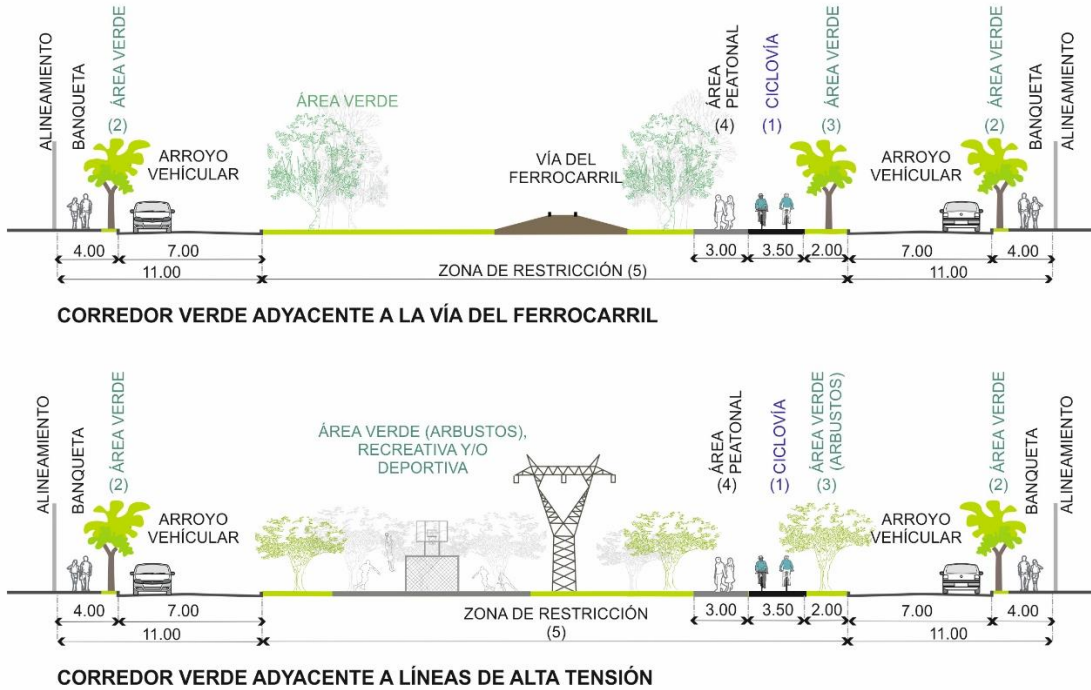 ALINEAMIENTO
BANQUETA
(2) ÁREA VERDE
ARROYO
VEHÍCULAR
ÁREA VERDE
VÍA DEL
FERROCARRIL
ÁREA
PEATONAL
(4)
(1) CICLOVÍA
(3) ÁREA VERDE
ARROYO
VEHÍCULAR
(2) ÁREA VERDE
BANQUETA
ALINEAMIENTO
4.00
7.00
3.00
3.50
2.00
7.00
4.00
11.00
ZONA DE RESTRICCIÓN (5)
11.00
CORREDOR VERDE ADYACENTE A LA VÍA DEL FERROCARRIL
ALINEAMIENTO
BANQUETA
(2) ÁREA VERDE
ARROYO
VEHÍCULAR
ÁREA VERDE (ARBUSTOS),
RECREATIVA Y/O
DEPORTIVA
ÁREA
PEATONAL
(4)
(1) CICLOVÍA
ÁREA VERDE
(ARBUSTOS)
(3)
ARROYO
VEHÍCULAR
(2) ÁREA VERDE
BANQUETA
ALINEAMIENTO
4.00
7.00
ZONA DE RESTRICCIÓN
(5)
3.00
3.50
2.00
7.00
4.00
11.00
11.00
CORREDOR VERDE ADYACENTE A LÍNEAS DE ALTA TENSIÓN